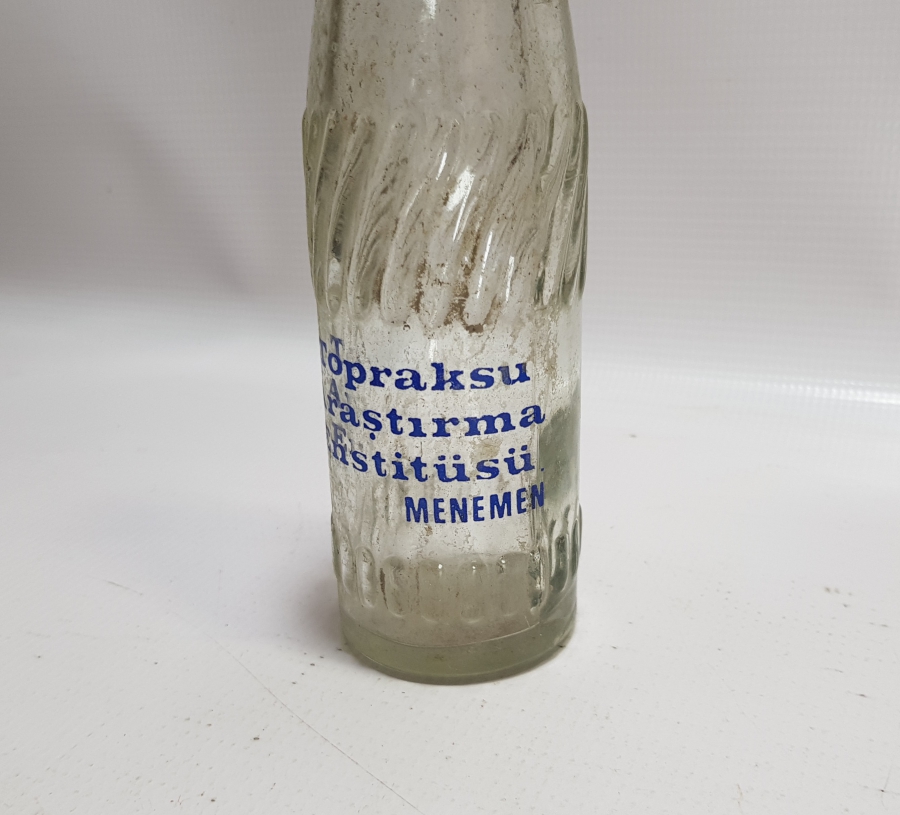 Topraksu
Araştırma
Enstitüsü
MENEMEN